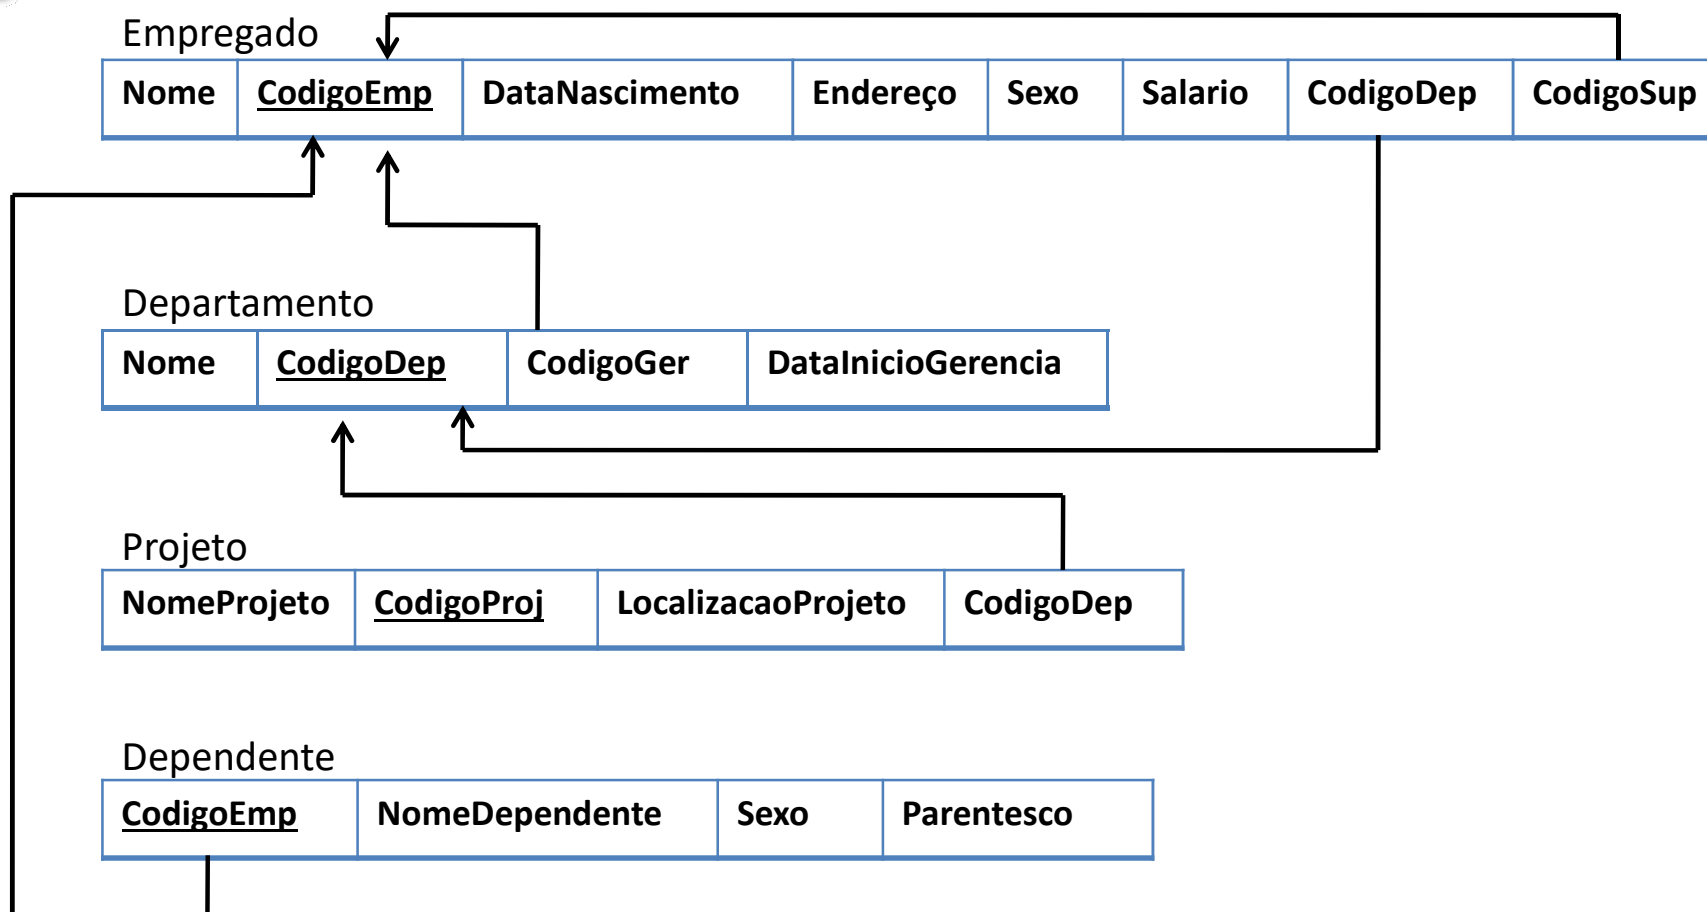 Empregado
Nome CodigoEmp DataNascimento Endereço Sexo Salario CodigoDep CodigoSup
Departamento
Nome CodigoDep CodigoGer DataInicioGerencia
Projeto
NomeProjeto CodigoProj LocalizacaoProjeto CodigoDep
Dependente
CodigoEmp NomeDependente Sexo Parentesco